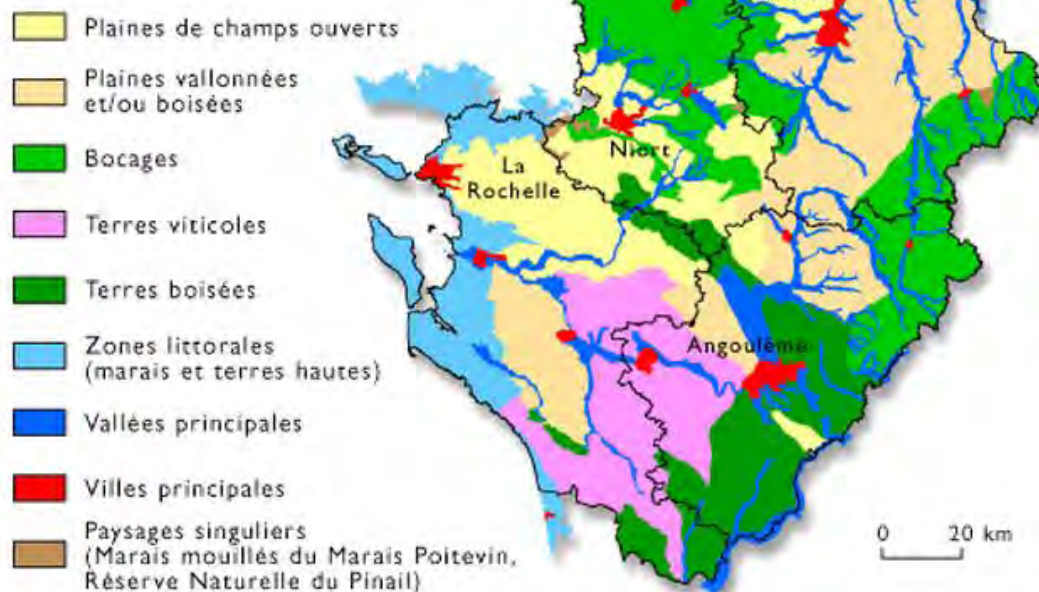 Plaines de champs ouverts
Plaines vallonnées
et/ou boisées
Bocages
Terres viticoles
Terres boisées
Zones littorales
(marais et terres hautes)
Vallées principales
Villes principales
Paysages singuliers
(Marais mouillés du Marais Poitevin,
Réserve Naturelle du Pinail)
Niort
La
Rochelle
Angoulême
0 20 km